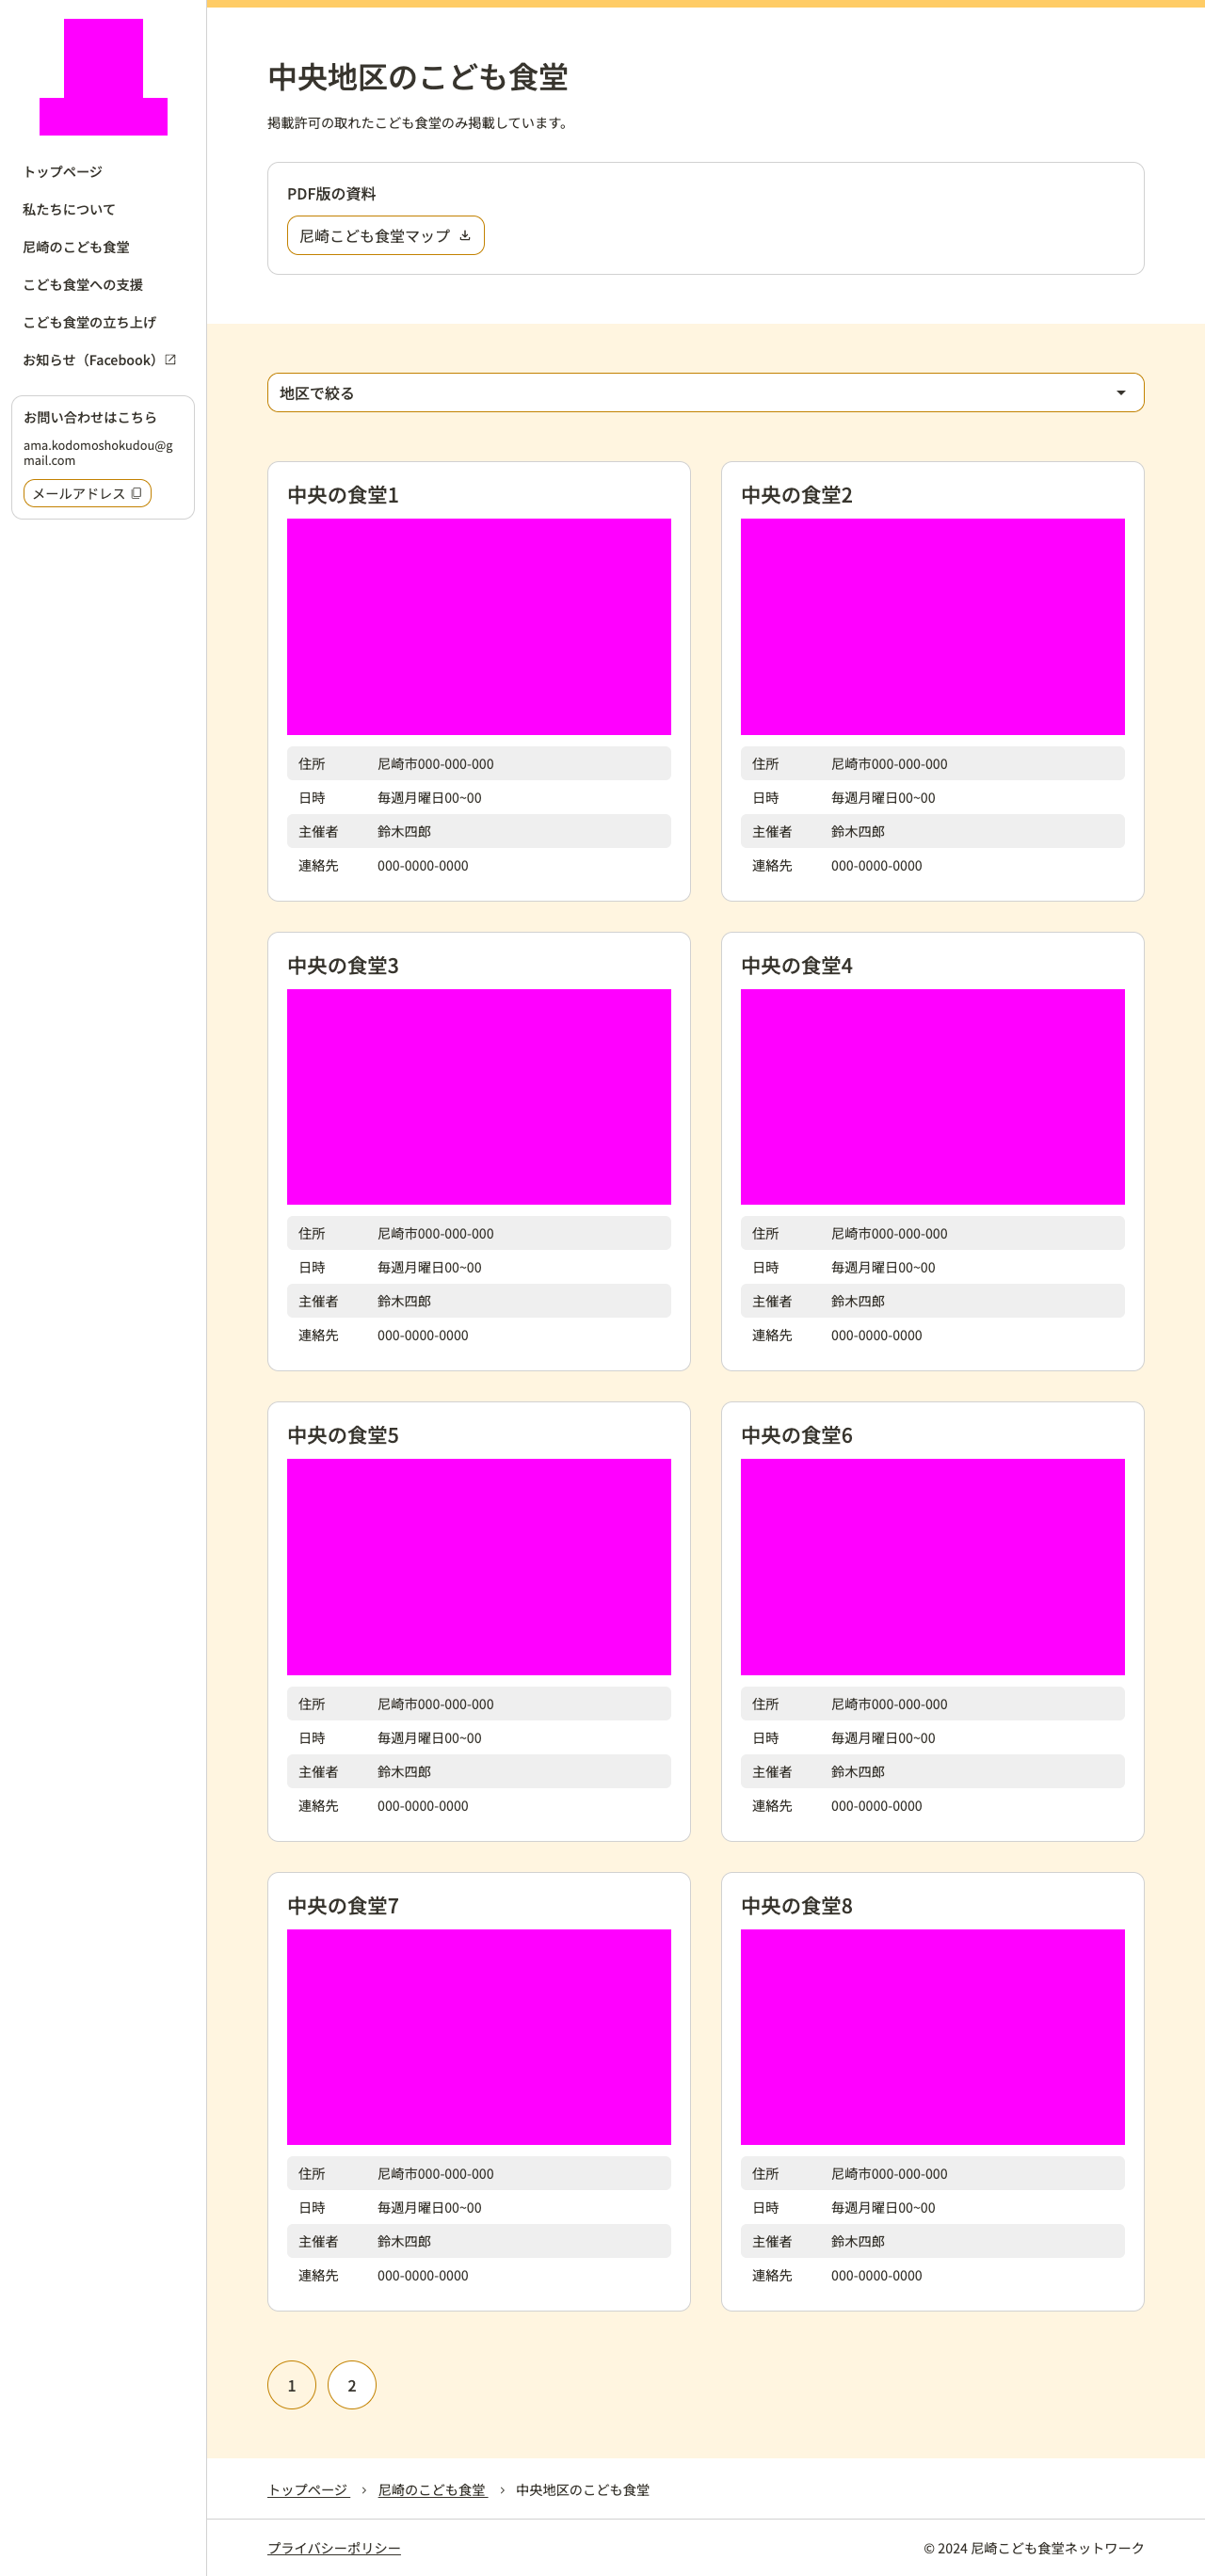 トップページ
私たちについて
尼崎のこども食堂
こども食堂への支援
こども食堂の立ち上げ
お知らせ（Facebook）
お問い合わせはこちら
ama.kodomoshokudou@g
mail.com
メールアドレス
中央地区のこども食堂
掲載許可の取れたこども食堂のみ掲載しています。
PDF版の資料
尼崎こども食堂マップ
地区で絞る
中央の食堂1
住所 尼崎市000-000-000
日時 毎週月曜日00~00
主催者 鈴木四郎
連絡先 000-0000-0000
中央の食堂2
住所 尼崎市000-000-000
日時 毎週月曜日00~00
主催者 鈴木四郎
連絡先 000-0000-0000
中央の食堂3
住所 尼崎市000-000-000
日時 毎週月曜日00~00
主催者 鈴木四郎
連絡先 000-0000-0000
中央の食堂4
住所 尼崎市000-000-000
日時 毎週月曜日00~00
主催者 鈴木四郎
連絡先 000-0000-0000
中央の食堂5
住所 尼崎市000-000-000
日時 毎週月曜日00~00
主催者 鈴木四郎
連絡先 000-0000-0000
中央の食堂6
住所 尼崎市000-000-000
日時 毎週月曜日00~00
主催者 鈴木四郎
連絡先 000-0000-0000
中央の食堂7
住所 尼崎市000-000-000
日時 毎週月曜日00~00
主催者 鈴木四郎
連絡先 000-0000-0000
中央の食堂8
住所 尼崎市000-000-000
日時 毎週月曜日00~00
主催者 鈴木四郎
連絡先 000-0000-0000
1 2
トップページ › 尼崎のこども食堂 › 中央地区のこども食堂
プライバシーポリシー
© 2024 尼崎こども食堂ネットワーク